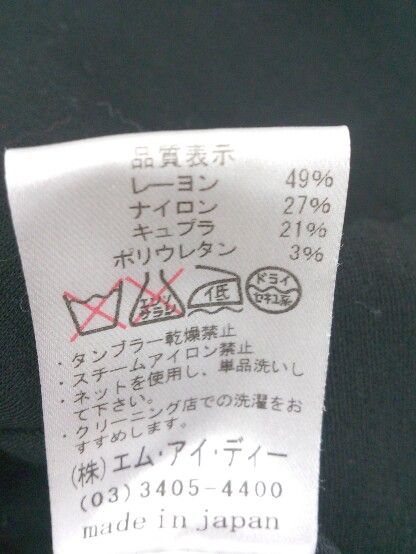 品質表示
レーヨン 49%
ナイロン 27%
キュプラ 21%
ポリウレタン 3%
エンソ サラシ 低 ドライ セキユ系
・タンブラー乾燥禁止
・スチームアイロン禁止
・ネットを使用し、単品洗いし
て下さい。
・クリーニング店での洗濯をお
すすめします。
(株)エム・アイ・ディー
(03)3405-4400
made in japan